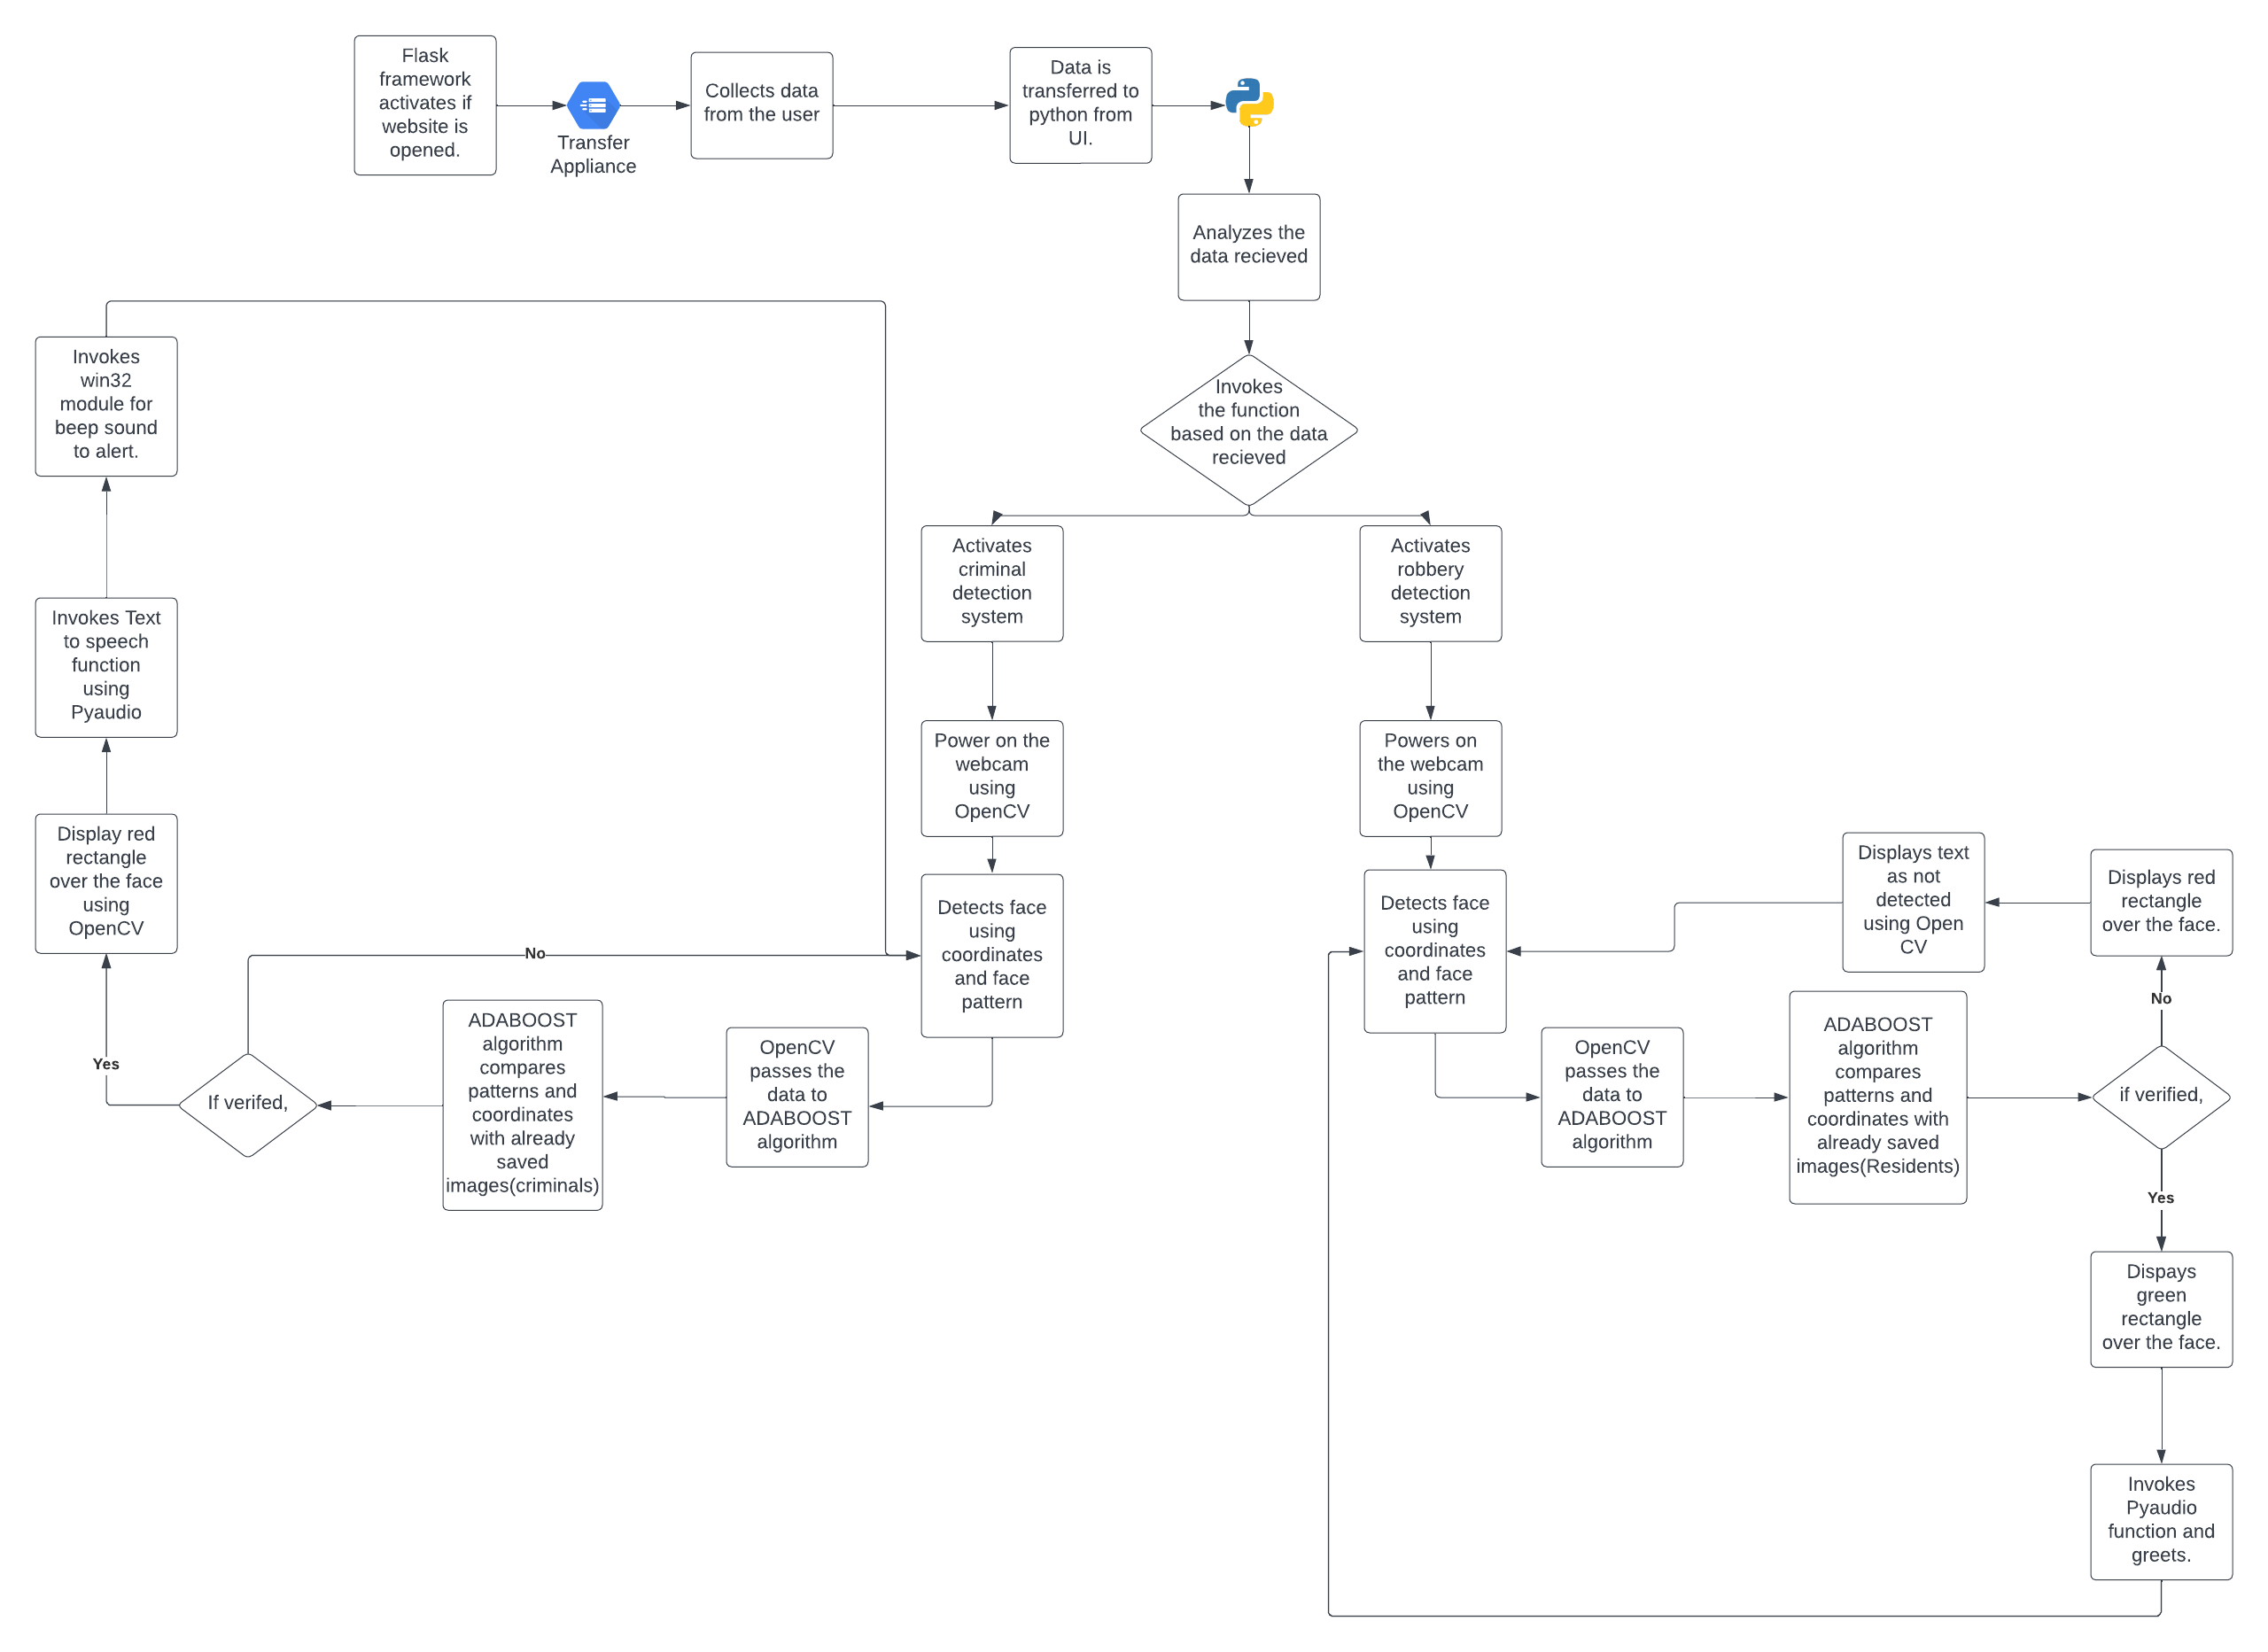 Flask
framework
activates if
website is
opened.
Transfer
Appliance
Collects data
from the user
Data is
transferred to
python from
UI.
Analyzes the
data recieved
Invokes
the function
based on the data
recieved
Activates
criminal
detection
system
Power on the
webcam
using
OpenCV
Detects face
using
coordinates
and face
pattern
OpenCV
passes the
data to
ADABOOST
algorithm
ADABOOST
algorithm
compares
patterns and
coordinates
with already
saved
images(criminals)
If verifed,
No
Yes
Display red
rectangle
over the face
using
OpenCV
Invokes Text
to speech
function
using
Pyaudio
Invokes
win32
module for
beep sound
to alert.
Activates
robbery
detection
system
Powers on
the webcam
using
OpenCV
Detects face
using
coordinates
and face
pattern
OpenCV
passes the
data to
ADABOOST
algorithm
ADABOOST
algorithm
compares
patterns and
coordinates with
already saved
images(Residents)
if verified,
No
Displays red
rectangle
over the face.
Displays text
as not
detected
using Open
CV
Yes
Dispays
green
rectangle
over the face.
Invokes
Pyaudio
function and
greets.